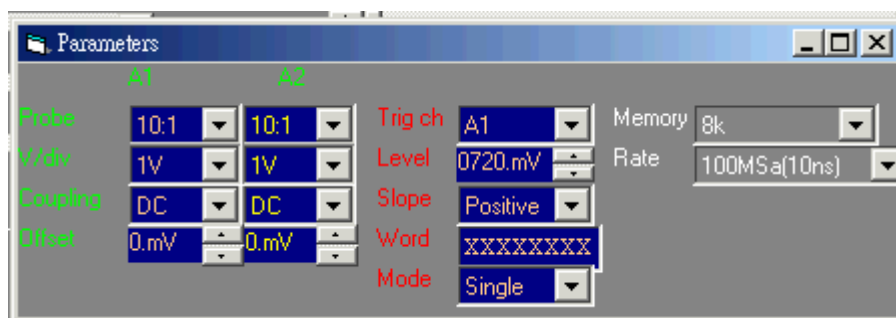 Parameters
A1 A2
Probe 10:1 10:1 Trig ch A1 Memory 8k
V/div 1V 1V Level 0720.mV Rate 100MSa(10ns)
Coupling DC DC Slope Positive
Offset 0.mV 0.mV Word XXXXXXXX
Mode Single